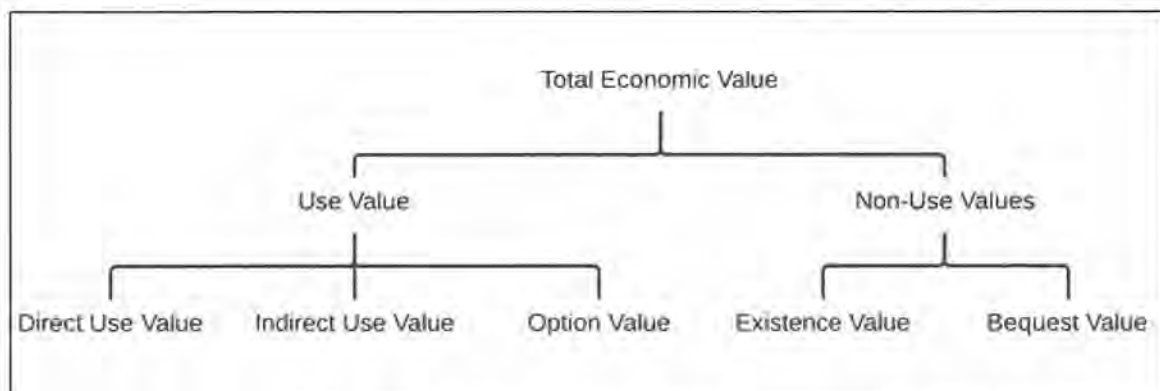 Total Economic Value
Use Value
Non-Use Values
Direct Use Value
Indirect Use Value
Option Value
Existence Value
Bequest Value